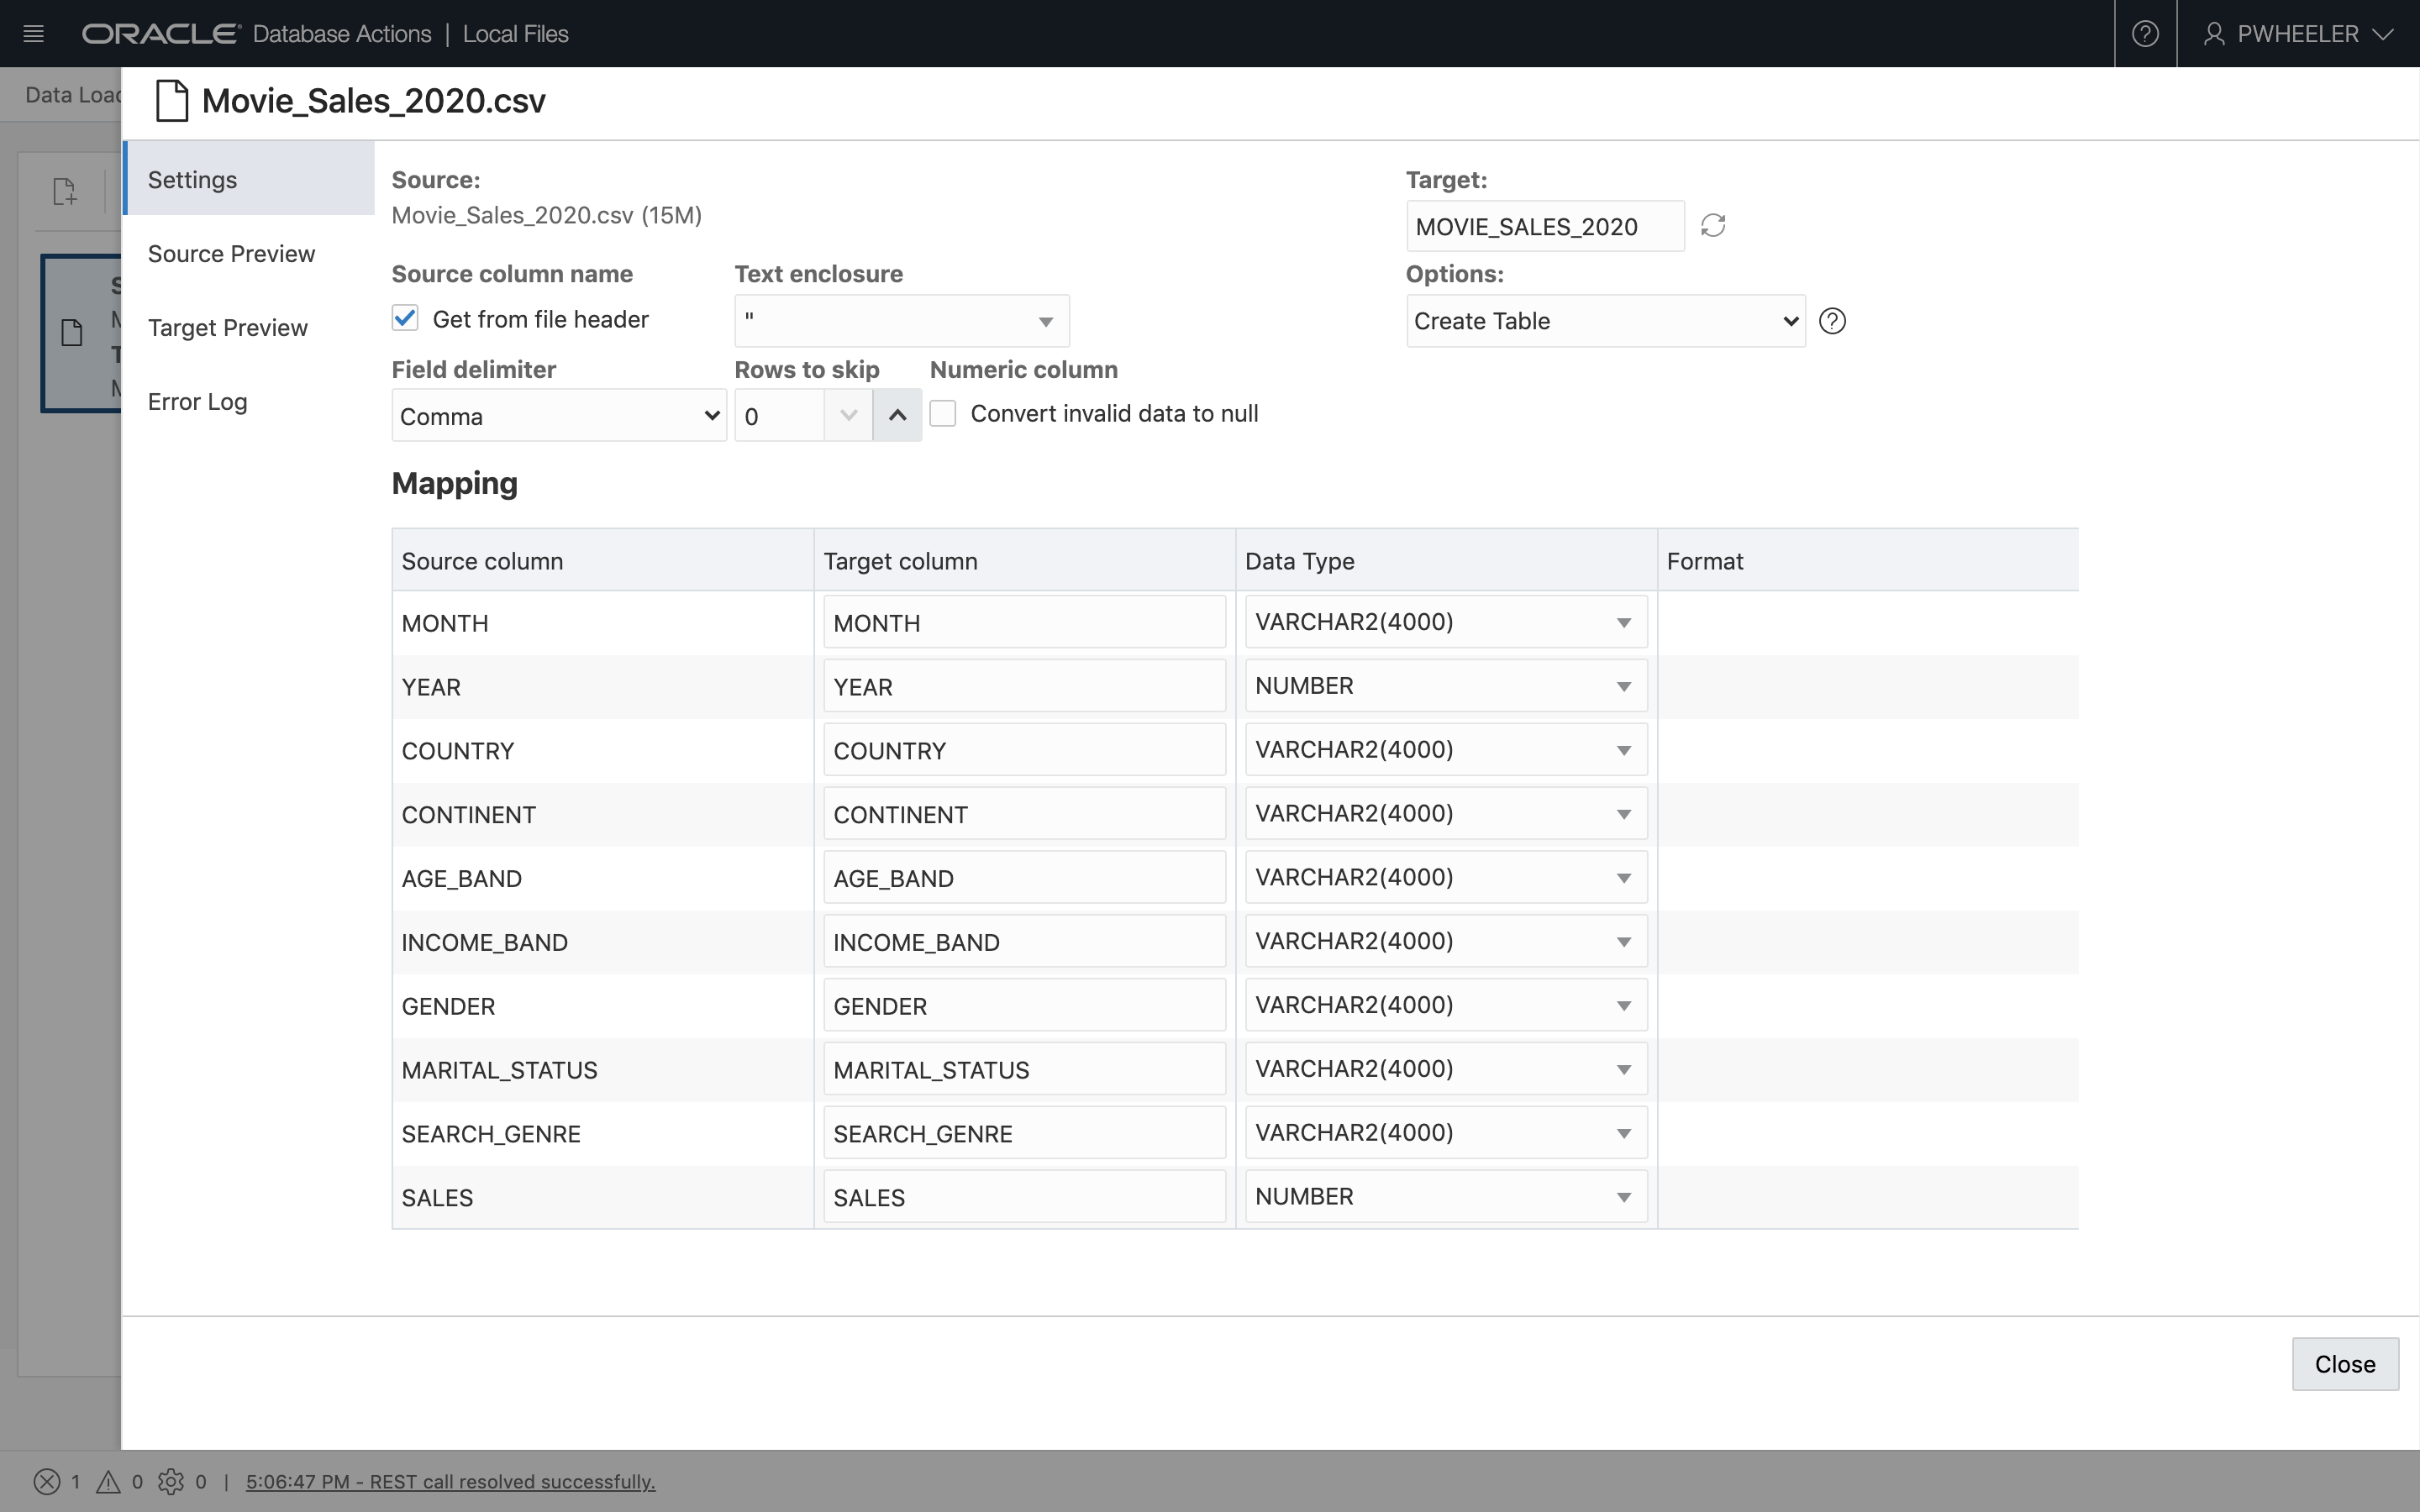 ORACLE Database Actions | Local Files
PWHEELER
Data Load
Movie_Sales_2020.csv
Settings
Source Preview
Target Preview
Error Log
Source:
Movie_Sales_2020.csv (15M)
Target:
MOVIE_SALES_2020
Source column name
Text enclosure
Options:
Get from file header
"
Create Table
Field delimiter
Rows to skip
Numeric column
Comma
0
Convert invalid data to null
Mapping
Source column Target column Data Type Format
MONTH MONTH VARCHAR2(4000)
YEAR YEAR NUMBER
COUNTRY COUNTRY VARCHAR2(4000)
CONTINENT CONTINENT VARCHAR2(4000)
AGE_BAND AGE_BAND VARCHAR2(4000)
INCOME_BAND INCOME_BAND VARCHAR2(4000)
GENDER GENDER VARCHAR2(4000)
MARITAL_STATUS MARITAL_STATUS VARCHAR2(4000)
SEARCH_GENRE SEARCH_GENRE VARCHAR2(4000)
SALES SALES NUMBER
Close
1 0 0 | 5:06:47 PM - REST call resolved successfully.